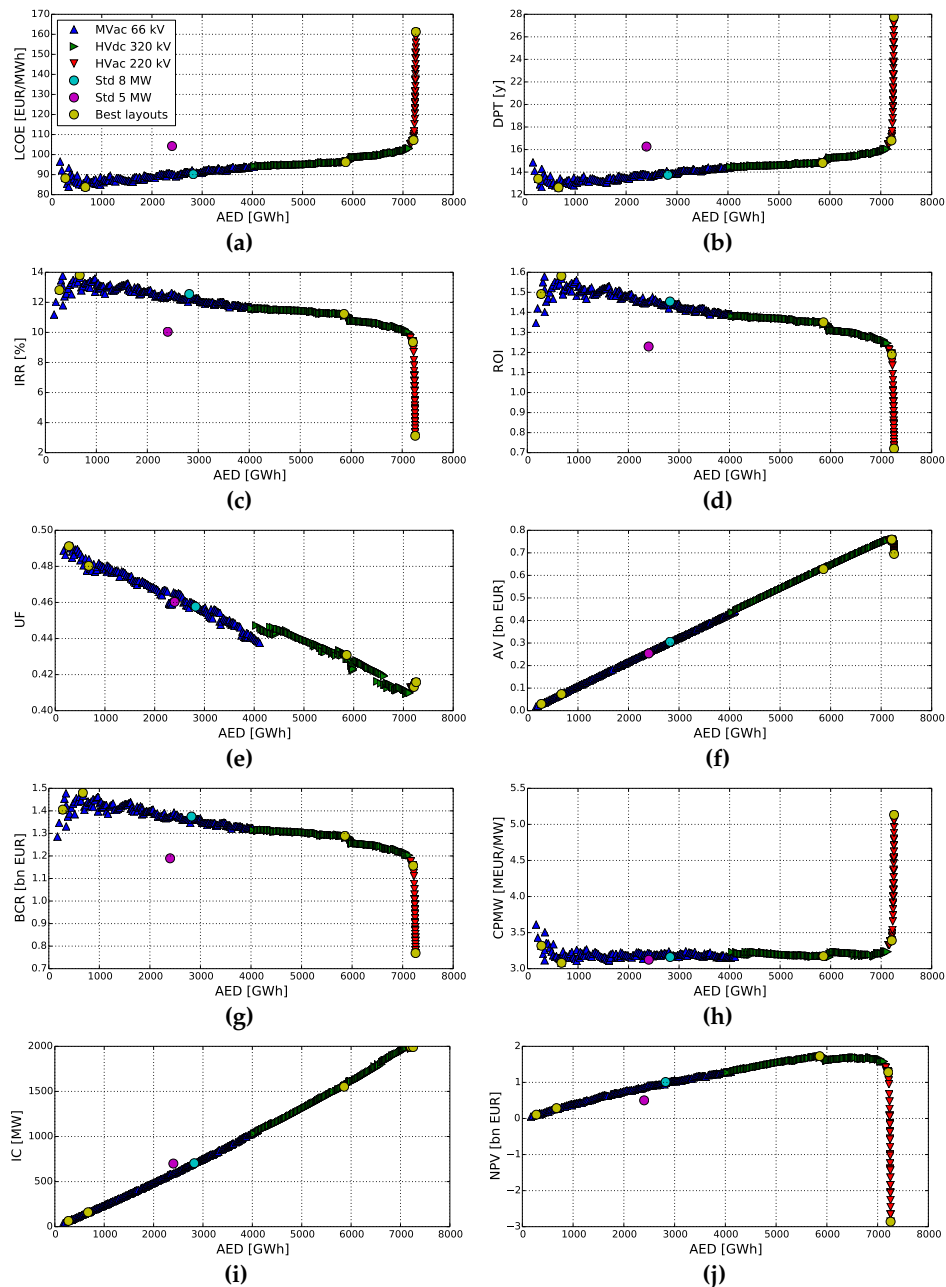 170
160
150
140
130
120
110
100
90
80
LCOE [EUR/MWh]
MVac 66 kV
HVdc 320 kV
HVac 220 kV
Std 8 MW
Std 5 MW
Best layouts
0 1000 2000 3000 4000 5000 6000 7000 8000
AED [GWh]
(a)
28
26
24
22
20
18
16
14
12
DPT [y]
0 1000 2000 3000 4000 5000 6000 7000 8000
AED [GWh]
(b)
14
12
10
8
6
4
2
IRR [%]
0 1000 2000 3000 4000 5000 6000 7000 8000
AED [GWh]
(c)
1.6
1.5
1.4
1.3
1.2
1.1
1.0
0.9
0.8
0.7
ROI
0 1000 2000 3000 4000 5000 6000 7000 8000
AED [GWh]
(d)
0.50
0.48
0.46
0.44
0.42
0.40
UF
0 1000 2000 3000 4000 5000 6000 7000 8000
AED [GWh]
(e)
0.8
0.7
0.6
0.5
0.4
0.3
0.2
0.1
0.0
AV [bn EUR]
0 1000 2000 3000 4000 5000 6000 7000 8000
AED [GWh]
(f)
1.5
1.4
1.3
1.2
1.1
1.0
0.9
0.8
0.7
BCR [bn EUR]
0 1000 2000 3000 4000 5000 6000 7000 8000
AED [GWh]
(g)
5.5
5.0
4.5
4.0
3.5
3.0
CPMW [MEUR/MW]
0 1000 2000 3000 4000 5000 6000 7000 8000
AED [GWh]
(h)
2000
1500
1000
500
0
IC [MW]
0 1000 2000 3000 4000 5000 6000 7000 8000
AED [GWh]
(i)
2
1
0
−1
−2
−3
NPV [bn EUR]
0 1000 2000 3000 4000 5000 6000 7000 8000
AED [GWh]
(j)